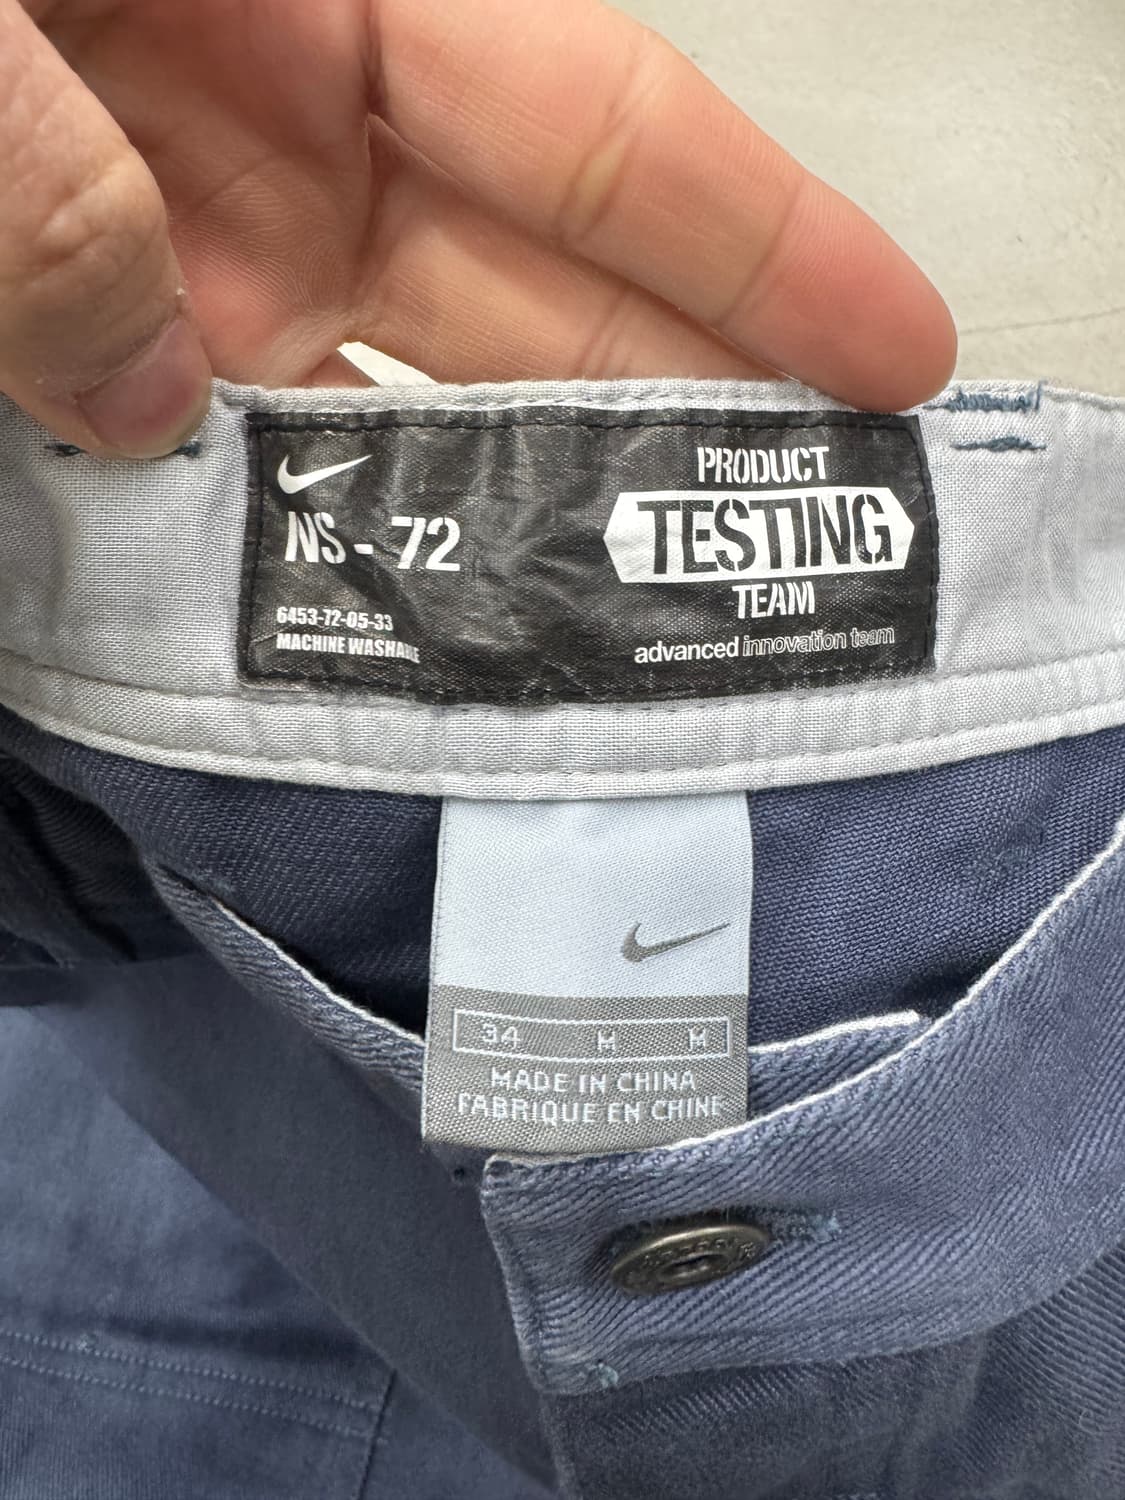 NS - 72
6453-72-05-33
MACHINE WASHABLE
PRODUCT
TESTING
TEAM
advanced innovation team
34 M M
MADE IN CHINA
FABRIQUE EN CHINE